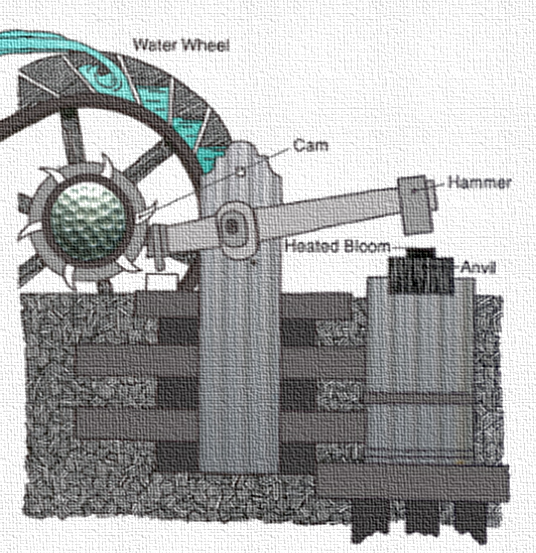 Water Wheel
Cam
Hammer
Heated Bloom
Anvil